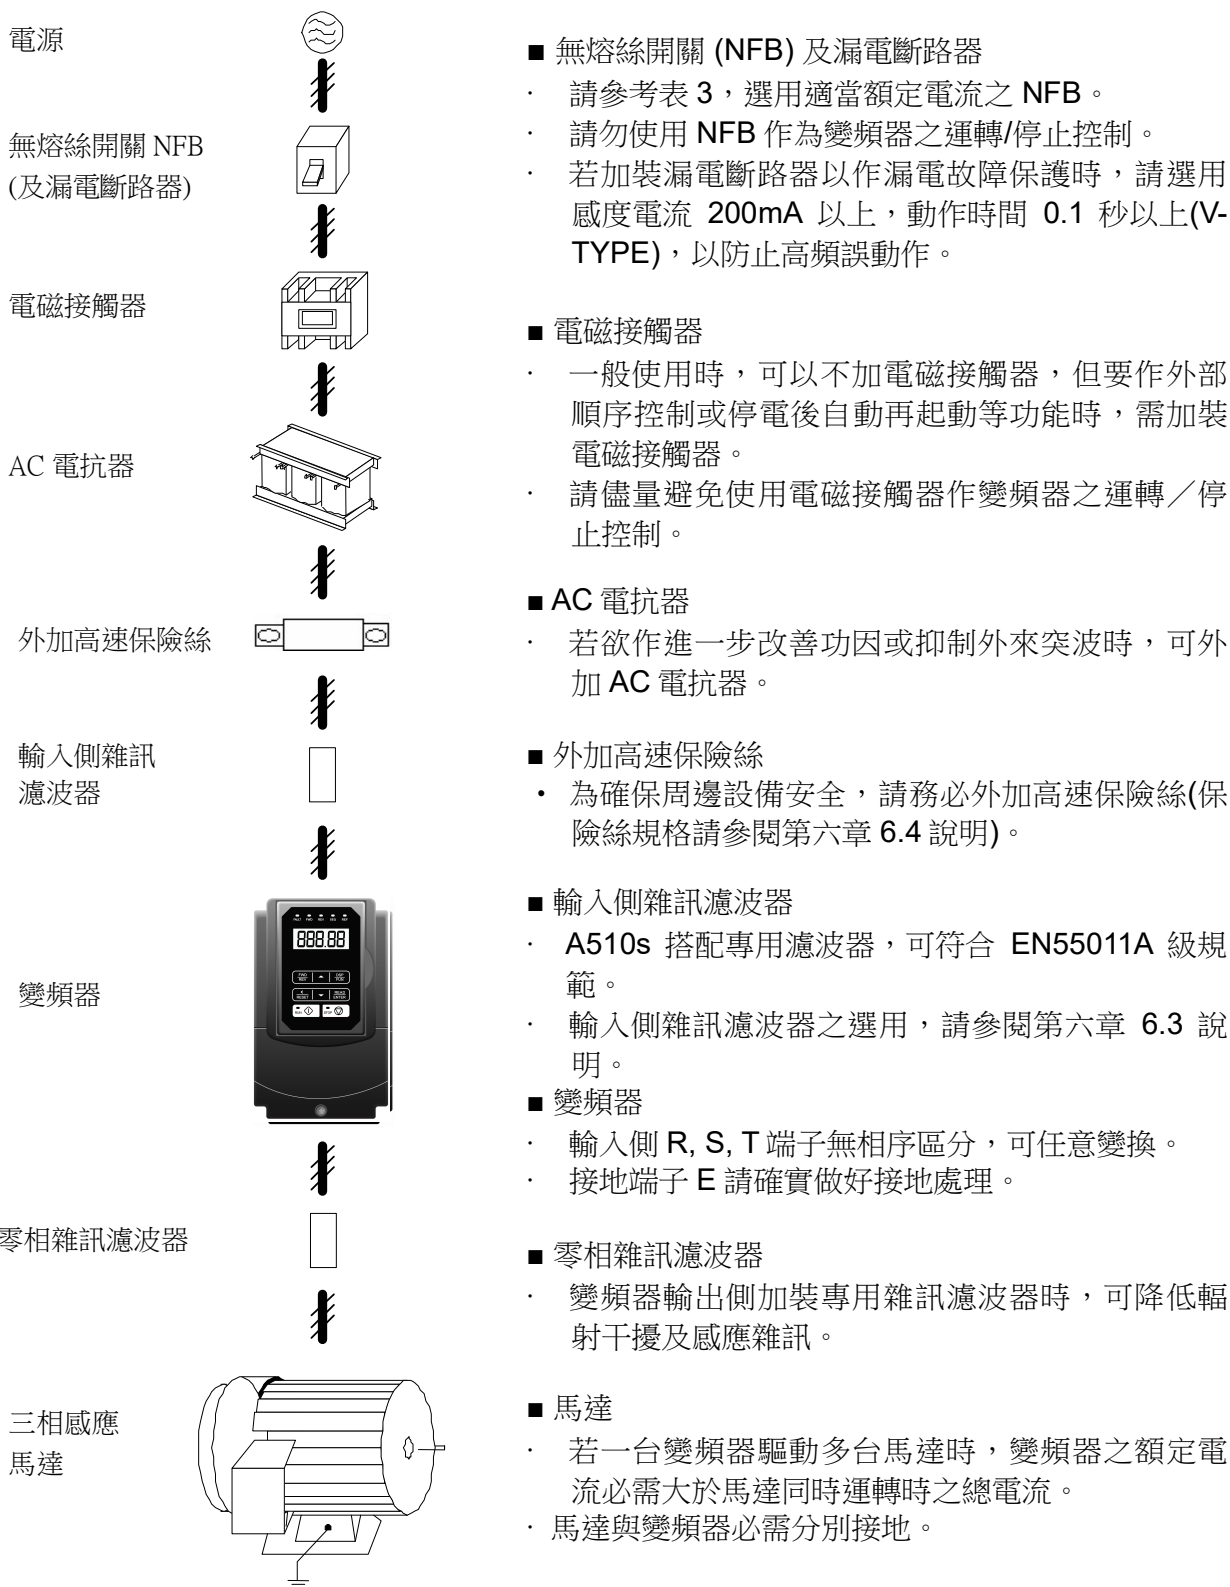 電源
無熔絲開關 NFB
(及漏電斷路器)
電磁接觸器
AC 電抗器
外加高速保險絲
輸入側雜訊
濾波器
變頻器
零相雜訊濾波器
三相感應
馬達
FAULT FWD REV SEQ REF
888.88
FWD/REV ▲ DSP/FUN
◀/RESET ▼ READ/ENTER
RUN STOP
■ 無熔絲開關 (NFB) 及漏電斷路器
· 請參考表 3，選用適當額定電流之 NFB。
· 請勿使用 NFB 作為變頻器之運轉/停止控制。
· 若加裝漏電斷路器以作漏電故障保護時，請選用
感度電流 200mA 以上，動作時間 0.1 秒以上(V-
TYPE)，以防止高頻誤動作。
■ 電磁接觸器
· 一般使用時，可以不加電磁接觸器，但要作外部
順序控制或停電後自動再起動等功能時，需加裝
電磁接觸器。
· 請儘量避免使用電磁接觸器作變頻器之運轉／停
止控制。
■ AC 電抗器
· 若欲作進一步改善功因或抑制外來突波時，可外
加 AC 電抗器。
■ 外加高速保險絲
・ 為確保周邊設備安全，請務必外加高速保險絲(保
險絲規格請參閱第六章 6.4 說明)。
■ 輸入側雜訊濾波器
· A510s 搭配專用濾波器，可符合 EN55011A 級規
範。
· 輸入側雜訊濾波器之選用，請參閱第六章 6.3 說
明。
■ 變頻器
· 輸入側 R, S, T 端子無相序區分，可任意變換。
· 接地端子 E 請確實做好接地處理。
■ 零相雜訊濾波器
· 變頻器輸出側加裝專用雜訊濾波器時，可降低輻
射干擾及感應雜訊。
■ 馬達
· 若一台變頻器驅動多台馬達時，變頻器之額定電
流必需大於馬達同時運轉時之總電流。
· 馬達與變頻器必需分別接地。